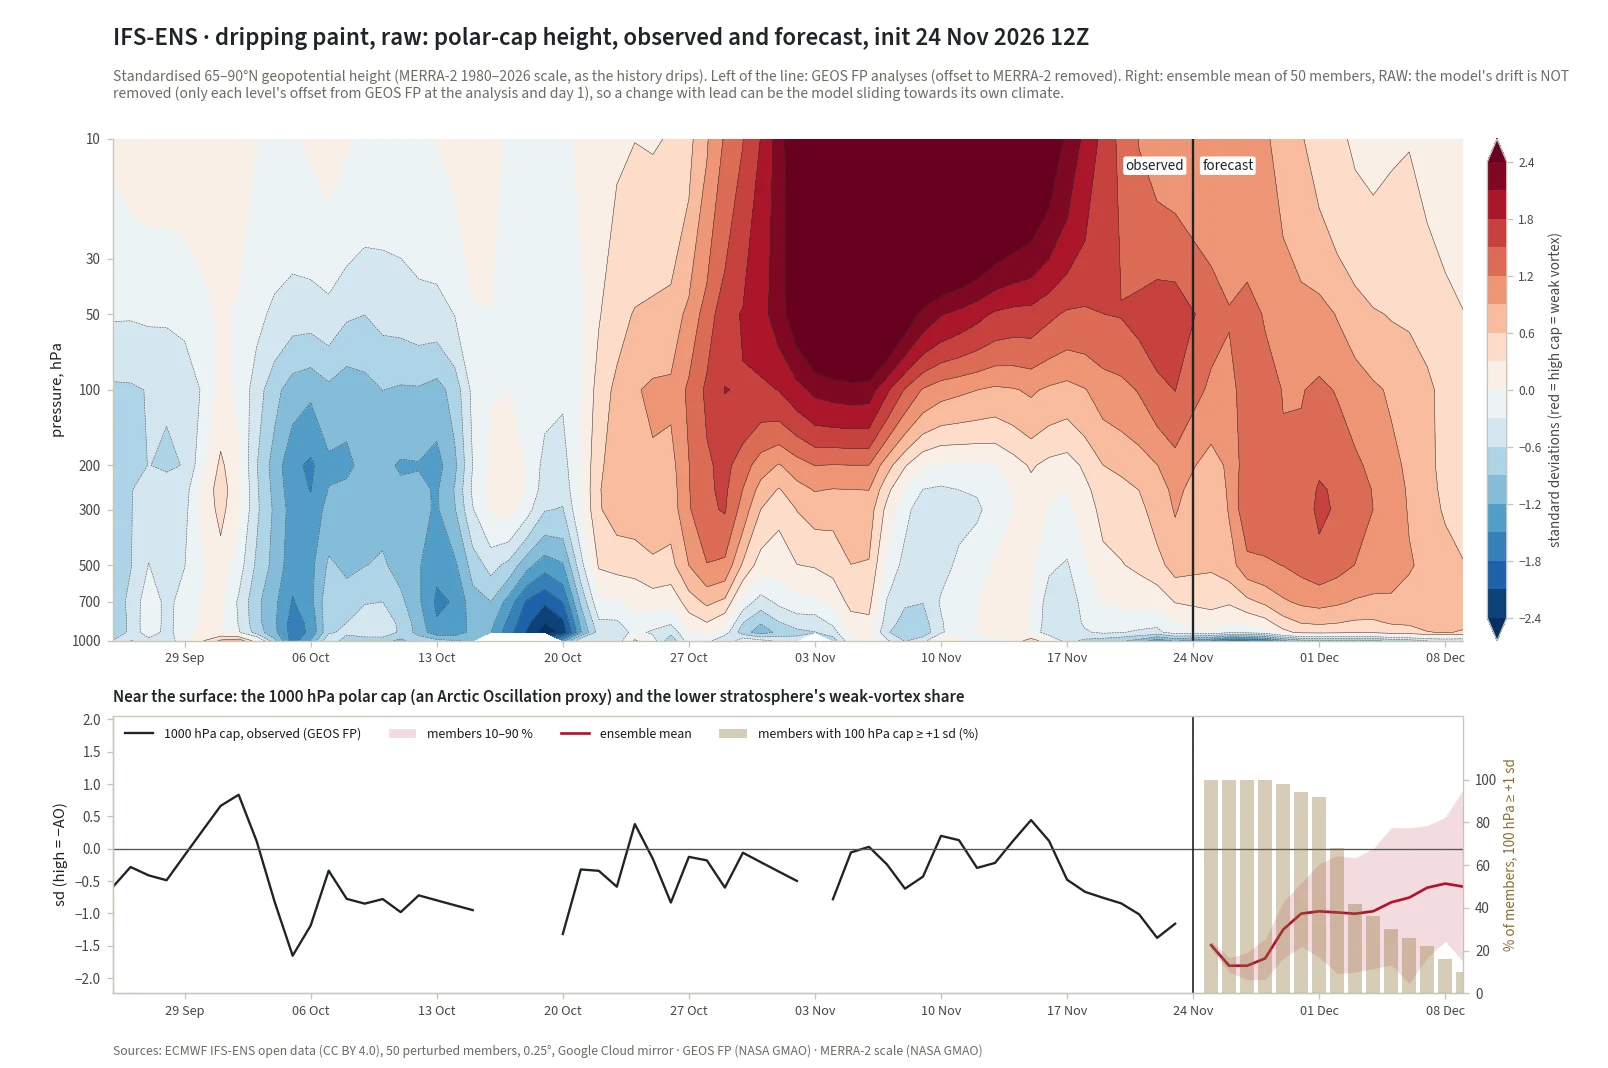 IFS-ENS · dripping paint, raw: polar-cap height, observed and forecast, init 24 Nov 2026 12Z
Standardised 65–90°N geopotential height (MERRA-2 1980–2026 scale, as the history drips). Left of the line: GEOS FP analyses (offset to MERRA-2 removed). Right: ensemble mean of 50 members, RAW: the model's drift is NOT
removed (only each level's offset from GEOS FP at the analysis and day 1), so a change with lead can be the model sliding towards its own climate.
pressure, hPa
10
30
50
100
200
300
500
700
1000
observed
forecast
29 Sep
06 Oct
13 Oct
20 Oct
27 Oct
03 Nov
10 Nov
17 Nov
24 Nov
01 Dec
08 Dec
2.4
1.8
1.2
0.6
0.0
−0.6
−1.2
−1.8
−2.4
standard deviations (red = high cap = weak vortex)
Near the surface: the 1000 hPa polar cap (an Arctic Oscillation proxy) and the lower stratosphere's weak-vortex share
sd (high = −AO)
2.0
1.5
1.0
0.5
0.0
−0.5
−1.0
−1.5
−2.0
1000 hPa cap, observed (GEOS FP)
members 10–90 %
ensemble mean
members with 100 hPa cap ≥ +1 sd (%)
100
80
60
40
20
0
% of members, 100 hPa ≥ +1 sd
29 Sep
06 Oct
13 Oct
20 Oct
27 Oct
03 Nov
10 Nov
17 Nov
24 Nov
01 Dec
08 Dec
Sources: ECMWF IFS-ENS open data (CC BY 4.0), 50 perturbed members, 0.25°, Google Cloud mirror · GEOS FP (NASA GMAO) · MERRA-2 scale (NASA GMAO)